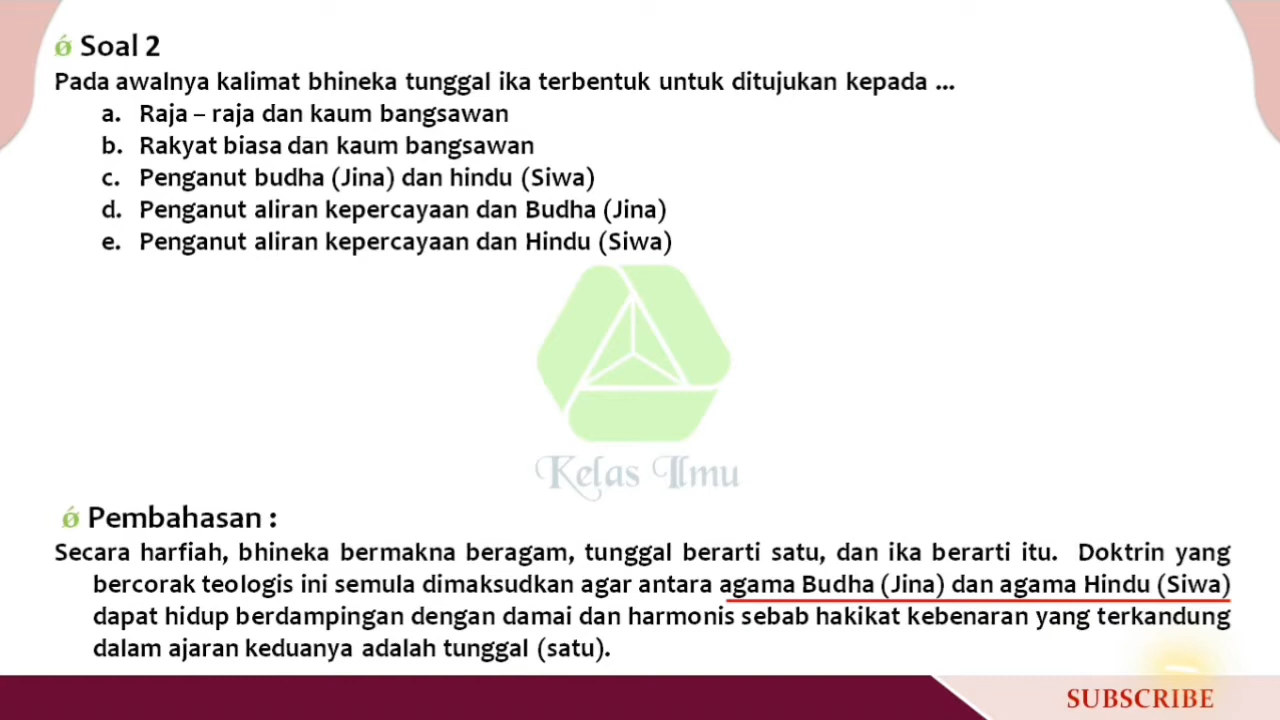 ǿ Soal 2
Pada awalnya kalimat bhineka tunggal ika terbentuk untuk ditujukan kepada ...
a. Raja – raja dan kaum bangsawan
b. Rakyat biasa dan kaum bangsawan
c. Penganut budha (Jina) dan hindu (Siwa)
d. Penganut aliran kepercayaan dan Budha (Jina)
e. Penganut aliran kepercayaan dan Hindu (Siwa)
Kelas Ilmu
ǿ Pembahasan :
Secara harfiah, bhineka bermakna beragam, tunggal berarti satu, dan ika berarti itu. Doktrin yang
bercorak teologis ini semula dimaksudkan agar antara agama Budha (Jina) dan agama Hindu (Siwa)
dapat hidup berdampingan dengan damai dan harmonis sebab hakikat kebenaran yang terkandung
dalam ajaran keduanya adalah tunggal (satu).
SUBSCRIBE